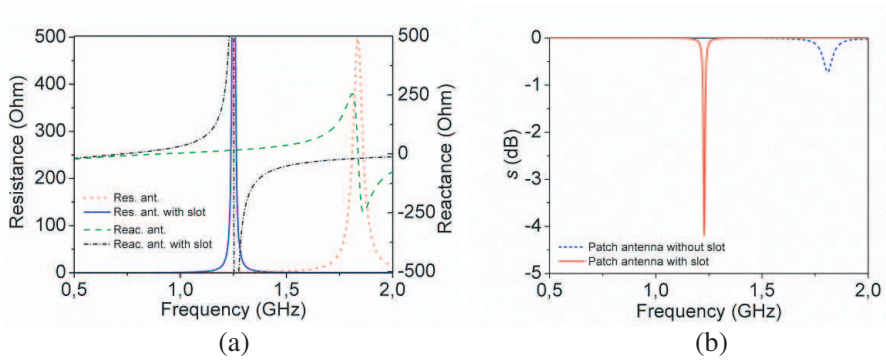 500
400
300
200
100
0
Resistance (Ohm)
Res. ant.
Res. ant. with slot
Reac. ant.
Reac. ant. with slot
500
250
0
-250
-500
Reactance (Ohm)
0,5
1,0
1,5
2,0
Frequency (GHz)
(a)
0
-1
-2
-3
-4
-5
s (dB)
Patch antenna without slot
Patch antenna with slot
0,5
1,0
1,5
2,0
Frequency (GHz)
(b)